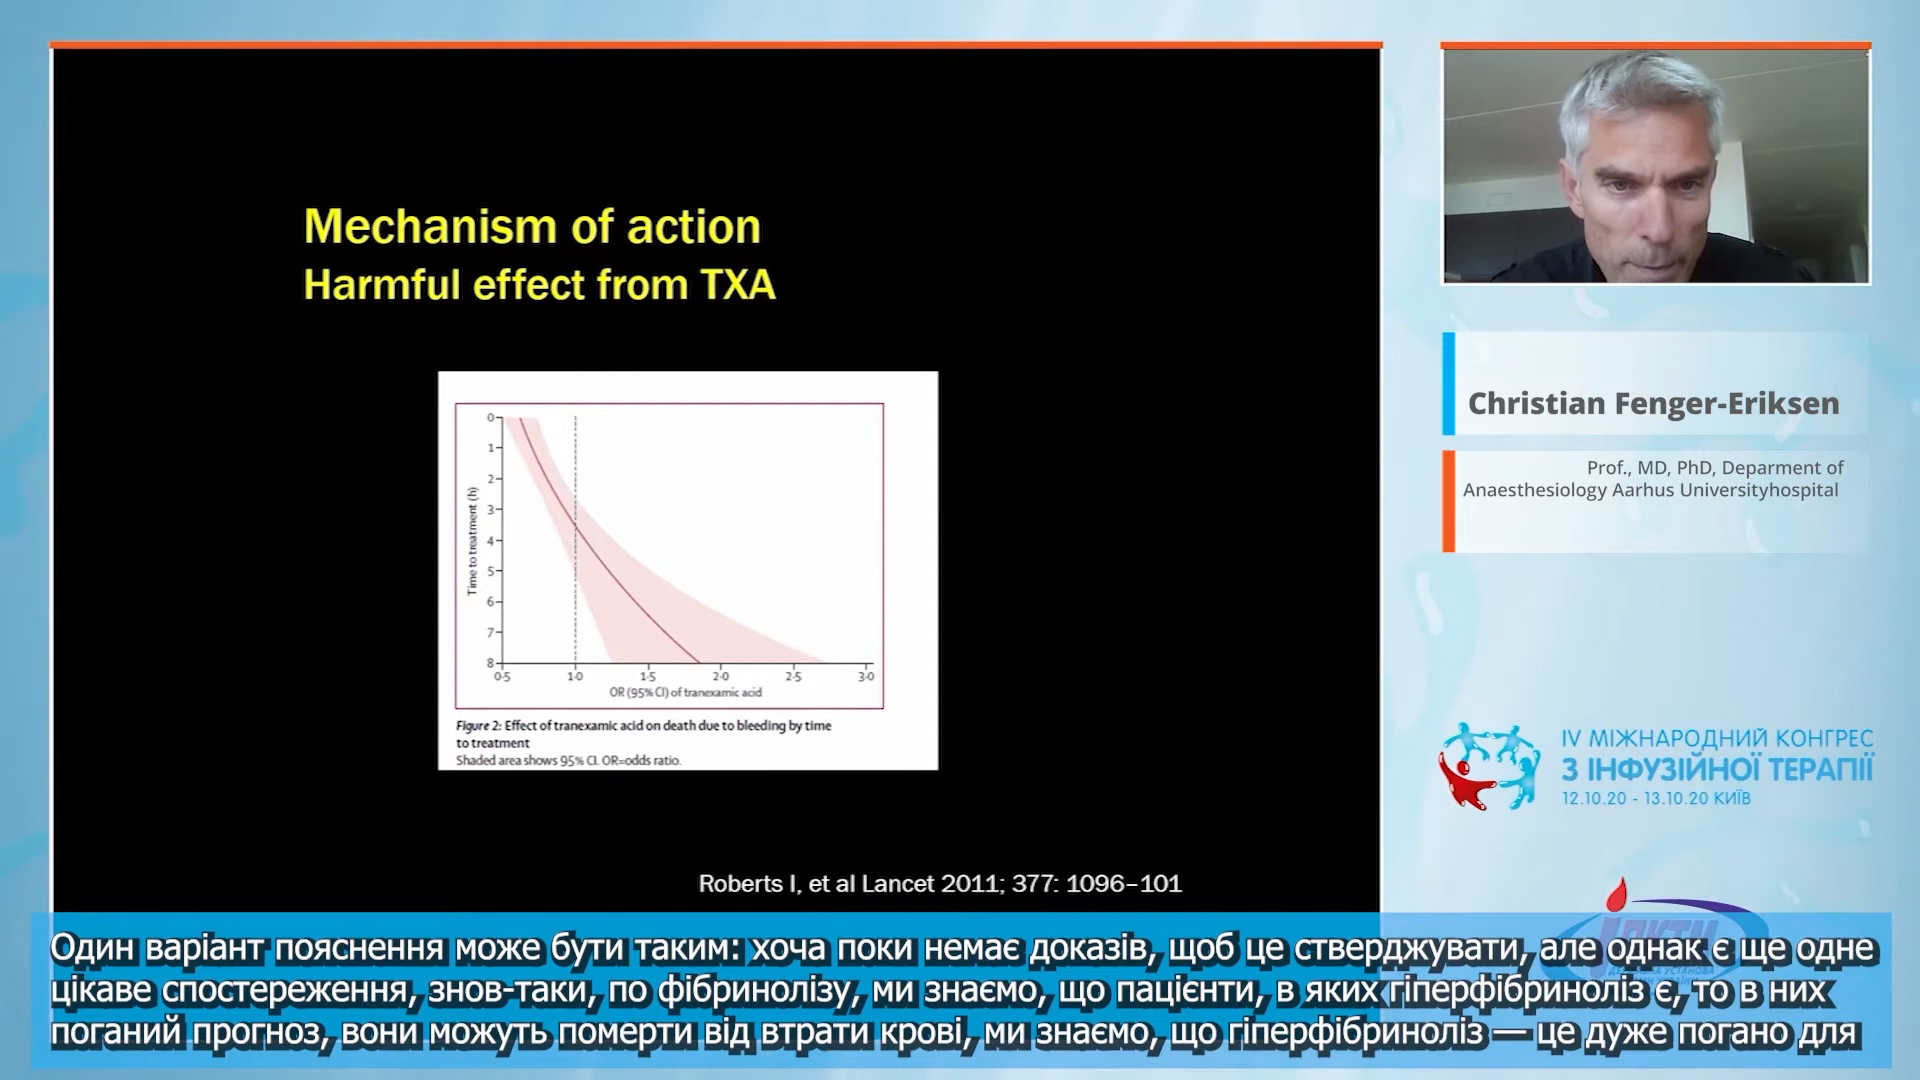 Mechanism of action
Harmful effect from TXA
0
1
2
3
4
5
6
7
8
Time to treatment (h)
0·5 1·0 1·5 2·0 2·5 3·0
OR (95% CI) of tranexamic acid
Figure 2: Effect of tranexamic acid on death due to bleeding by time
to treatment
Shaded area shows 95% CI. OR=odds ratio.
Roberts I, et al Lancet 2011; 377: 1096–101
Christian Fenger-Eriksen
Prof., MD, PhD, Deparment of
Anaesthesiology Aarhus Universityhospital
IV МІЖНАРОДНИЙ КОНГРЕС
З ІНФУЗІЙНОЇ ТЕРАПІЇ
12.10.20 - 13.10.20 КИЇВ
Один варіант пояснення може бути таким: хоча поки немає доказів, щоб це стверджувати, але однак є ще одне
цікаве спостереження, знов-таки, по фібринолізу, ми знаємо, що пацієнти, в яких гіперфібриноліз є, то в них
поганий прогноз, вони можуть померти від втрати крові, ми знаємо, що гіперфібриноліз — це дуже погано для